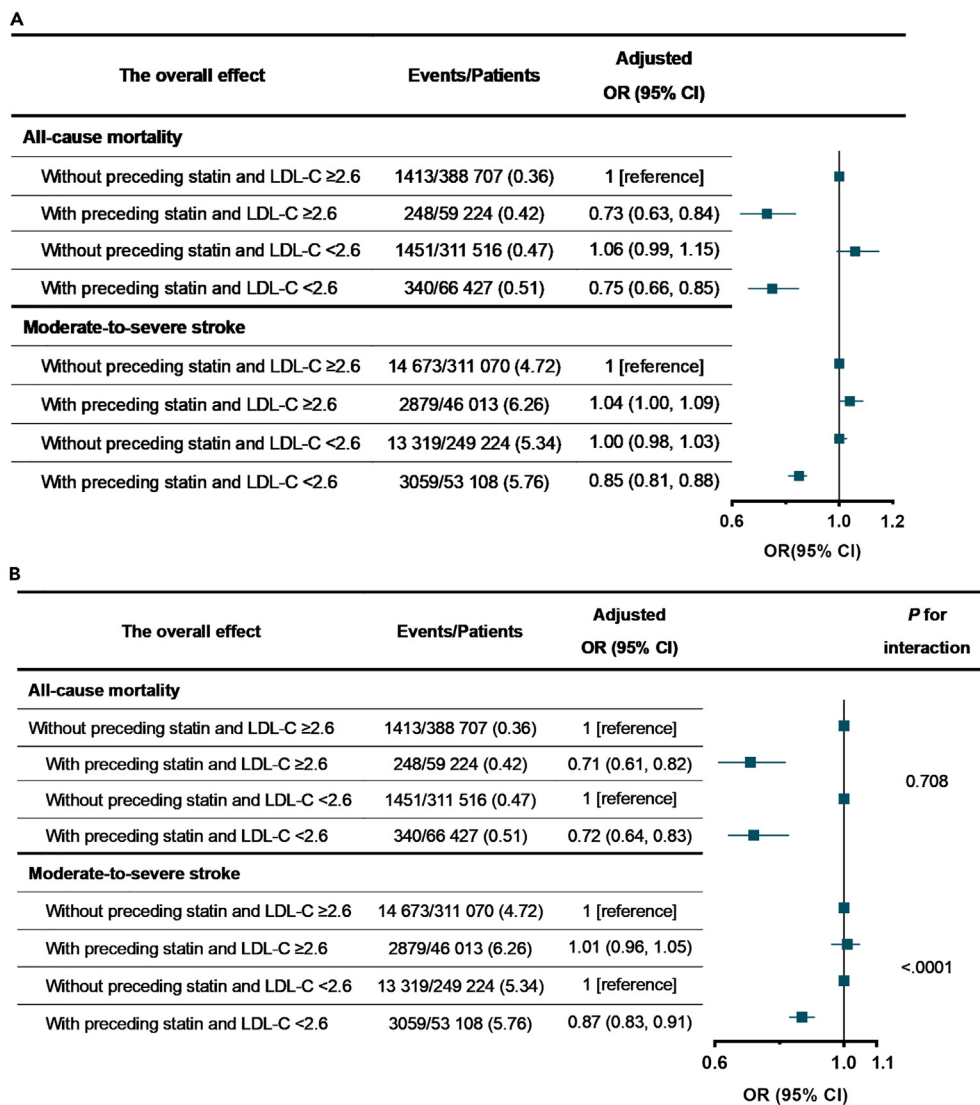 A
The overall effect Events/Patients Adjusted
OR (95% CI)
All-cause mortality
Without preceding statin and LDL-C ≥2.6 1413/388 707 (0.36) 1 [reference]
With preceding statin and LDL-C ≥2.6 248/59 224 (0.42) 0.73 (0.63, 0.84)
Without preceding statin and LDL-C <2.6 1451/311 516 (0.47) 1.06 (0.99, 1.15)
With preceding statin and LDL-C <2.6 340/66 427 (0.51) 0.75 (0.66, 0.85)
Moderate-to-severe stroke
Without preceding statin and LDL-C ≥2.6 14 673/311 070 (4.72) 1 [reference]
With preceding statin and LDL-C ≥2.6 2879/46 013 (6.26) 1.04 (1.00, 1.09)
Without preceding statin and LDL-C <2.6 13 319/249 224 (5.34) 1.00 (0.98, 1.03)
With preceding statin and LDL-C <2.6 3059/53 108 (5.76) 0.85 (0.81, 0.88)
0.6 1.0 1.2
OR(95% CI)
B
The overall effect Events/Patients Adjusted
OR (95% CI)
P for
interaction
All-cause mortality
Without preceding statin and LDL-C ≥2.6 1413/388 707 (0.36) 1 [reference]
With preceding statin and LDL-C ≥2.6 248/59 224 (0.42) 0.71 (0.61, 0.82)
0.708
Without preceding statin and LDL-C <2.6 1451/311 516 (0.47) 1 [reference]
With preceding statin and LDL-C <2.6 340/66 427 (0.51) 0.72 (0.64, 0.83)
Moderate-to-severe stroke
Without preceding statin and LDL-C ≥2.6 14 673/311 070 (4.72) 1 [reference]
With preceding statin and LDL-C ≥2.6 2879/46 013 (6.26) 1.01 (0.96, 1.05)
<.0001
Without preceding statin and LDL-C <2.6 13 319/249 224 (5.34) 1 [reference]
With preceding statin and LDL-C <2.6 3059/53 108 (5.76) 0.87 (0.83, 0.91)
0.6 1.0 1.1
OR (95% CI)